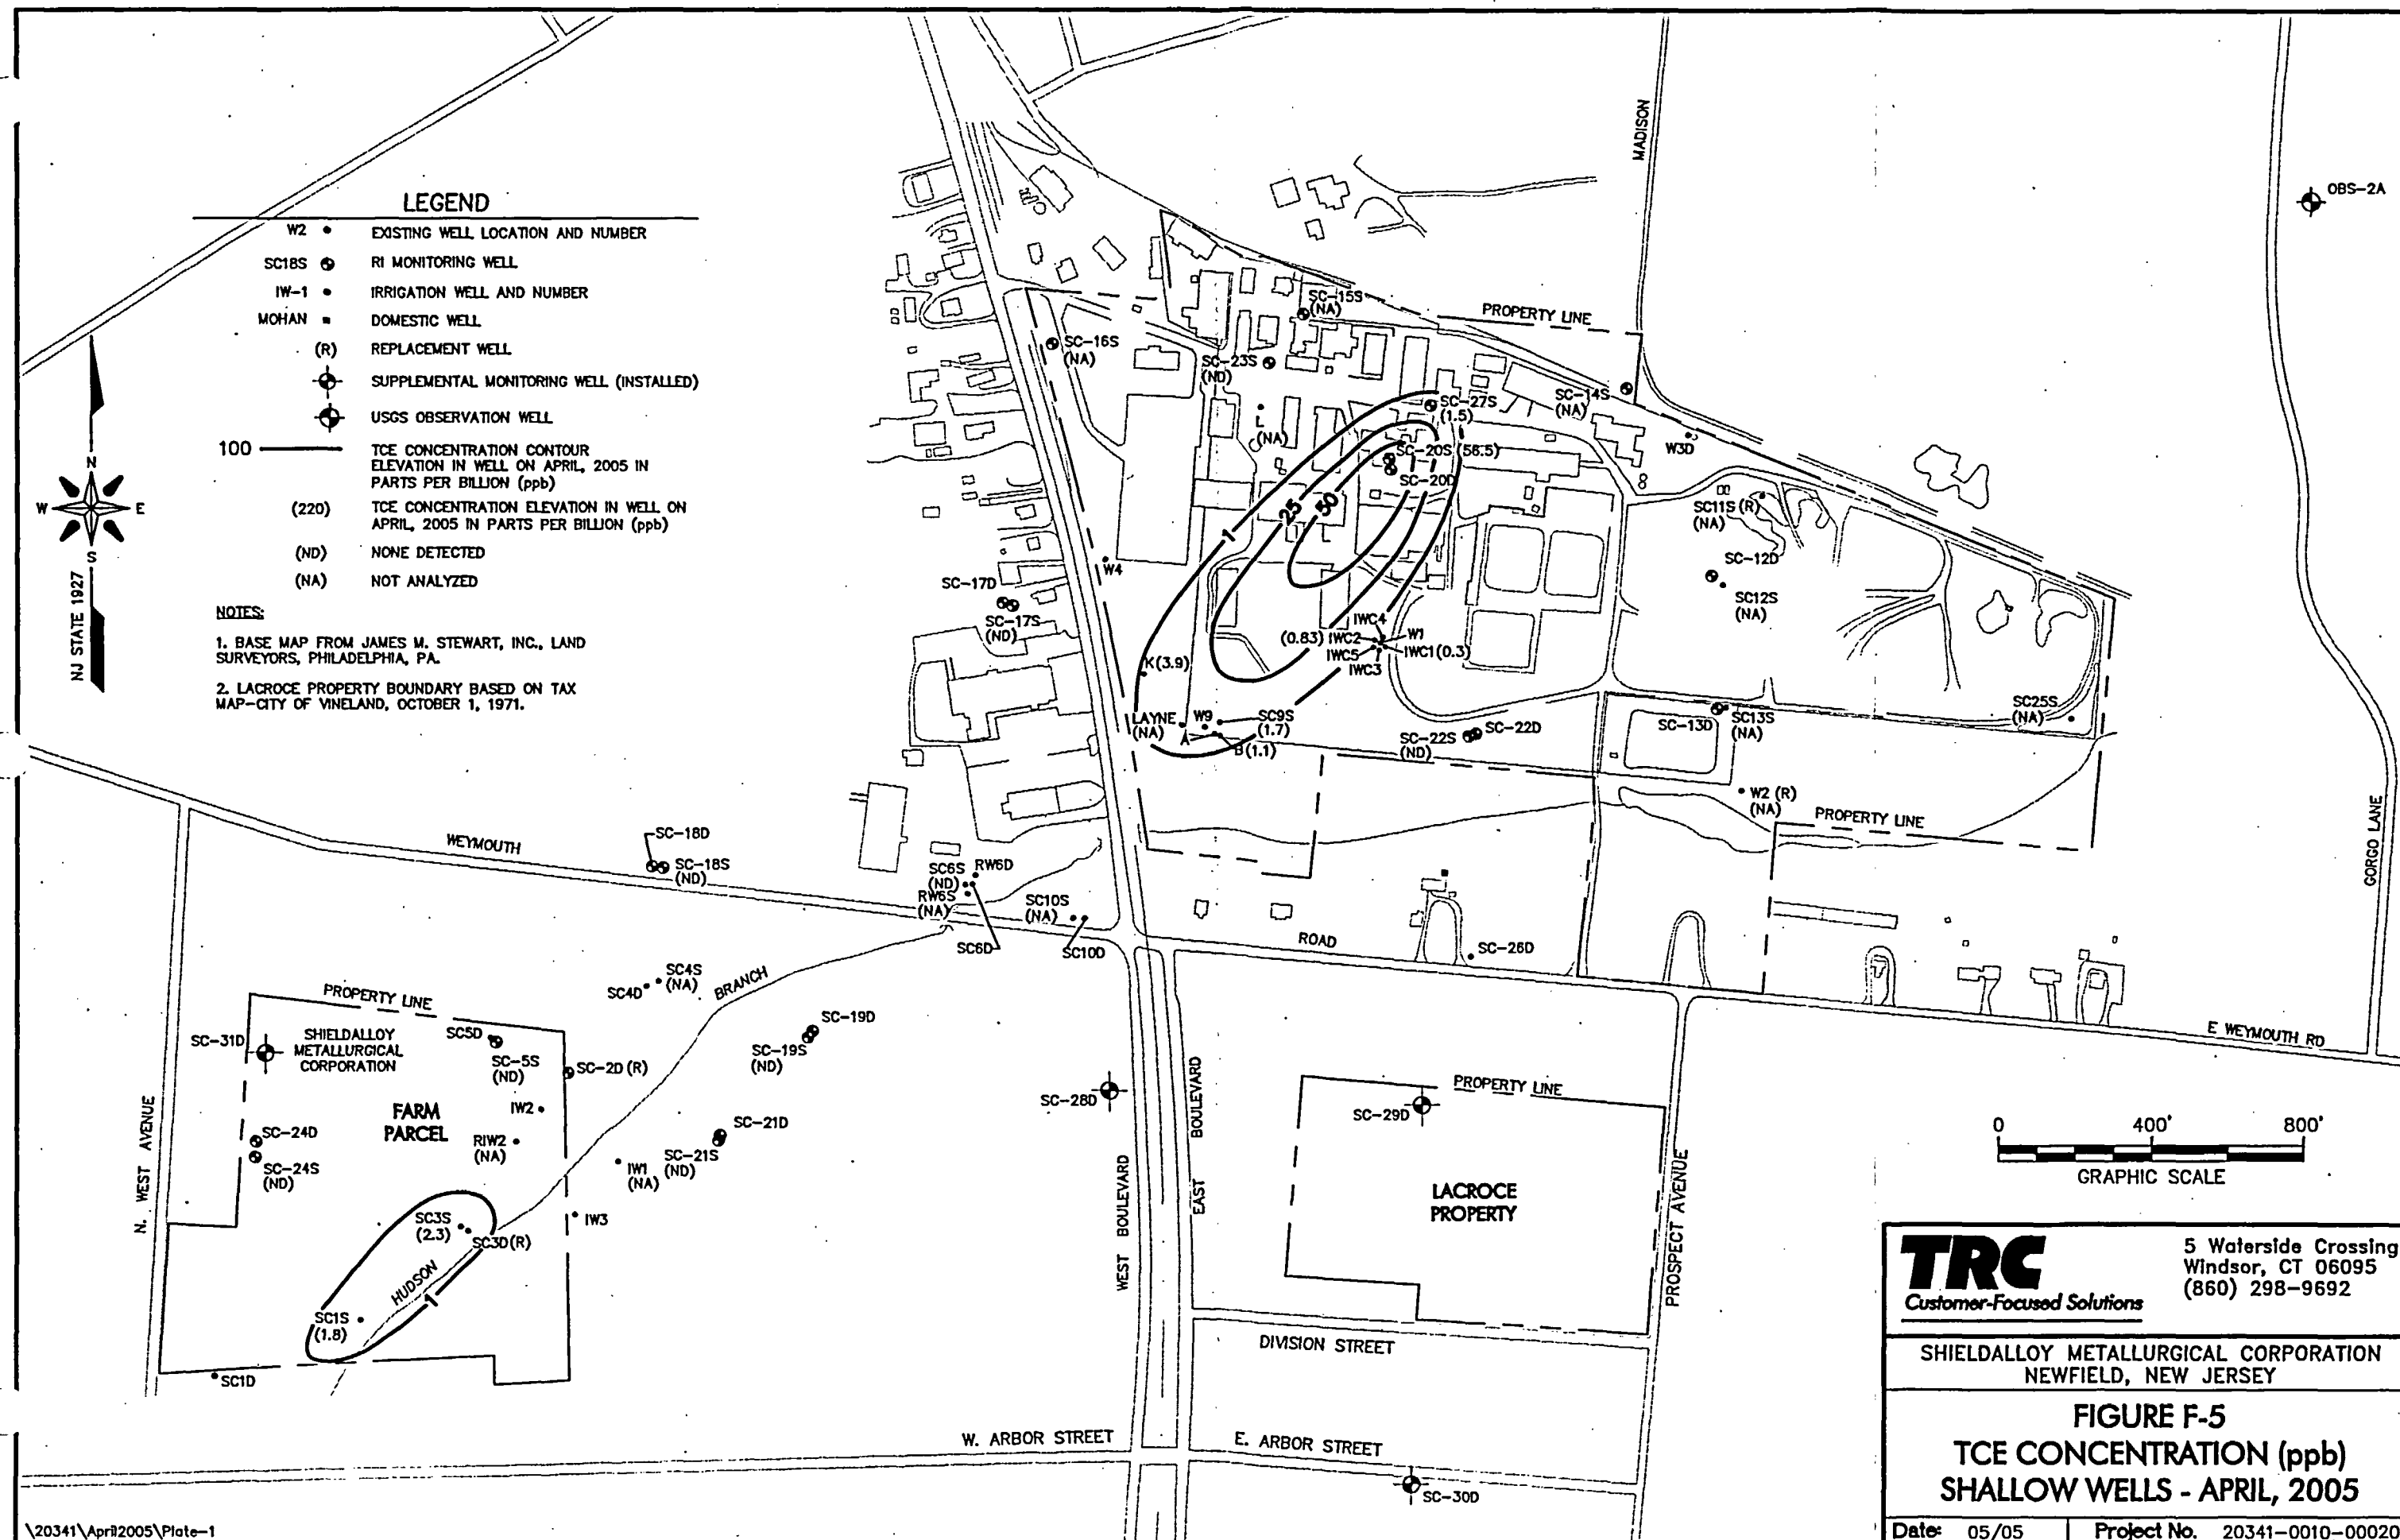 LEGEND
W2 EXISTING WELL LOCATION AND NUMBER
SC18S RI MONITORING WELL
IW-1 IRRIGATION WELL AND NUMBER
MOHAN DOMESTIC WELL
(R) REPLACEMENT WELL
SUPPLEMENTAL MONITORING WELL (INSTALLED)
USGS OBSERVATION WELL
100 TCE CONCENTRATION CONTOUR
ELEVATION IN WELL ON APRIL, 2005 IN
PARTS PER BILLION (ppb)
(220) TCE CONCENTRATION ELEVATION IN WELL ON
APRIL, 2005 IN PARTS PER BILLION (ppb)
(ND) NONE DETECTED
(NA) NOT ANALYZED
NOTES:
1. BASE MAP FROM JAMES M. STEWART, INC., LAND
SURVEYORS, PHILADELPHIA, PA.
2. LACROCE PROPERTY BOUNDARY BASED ON TAX
MAP-CITY OF VINELAND, OCTOBER 1, 1971.
N
W
E
S
NJ STATE 1927
MADISON
OBS-2A
PROPERTY LINE
SC-15S
(NA)
SC-16S
(NA)
SC-23S
(ND)
SC-27S
(1.5)
SC-14S
(NA)
L
(NA)
SC-20S (56.5)
SC-20D
W3D
1
25
50
SC11S (R)
(NA)
SC-12D
SC12S
(NA)
W4
SC-17D
SC-17S
(ND)
IWC4
(0.83) IWC2
W1
IWC5
IWC1 (0.3)
IWC3
K (3.9)
LAYNE
(NA)
W9
A
SC9S
(1.7)
B (1.1)
SC-22S
(ND)
SC-22D
SC-13D
SC13S
(NA)
SC25S
(NA)
W2 (R)
(NA)
PROPERTY LINE
GORGO LANE
WEYMOUTH
SC-18D
SC-18S
(ND)
SC6S
(ND)
RW6D
RW6S
(NA)
SC10S
(NA)
SC6D
SC10D
ROAD
SC-26D
E WEYMOUTH RD
SC4S
(NA)
SC4D
BRANCH
PROPERTY LINE
SC-31D
SHIELDALLOY
METALLURGICAL
CORPORATION
SC5D
SC-5S
(ND)
SC-2D (R)
SC-19D
SC-19S
(ND)
FARM
PARCEL
IW2
RIW2
(NA)
SC-24D
SC-24S
(ND)
SC-21D
SC-21S
(ND)
IW1
(NA)
IW3
SC3S
(2.3)
SC3D(R)
HUDSON
1
SC1S
(1.8)
SC1D
N. WEST AVENUE
SC-28D
WEST BOULEVARD
EAST BOULEVARD
PROPERTY LINE
SC-29D
LACROCE
PROPERTY
PROSPECT AVENUE
DIVISION STREET
W. ARBOR STREET
E. ARBOR STREET
SC-30D
0 400' 800'
GRAPHIC SCALE
TRC
Customer-Focused Solutions
5 Waterside Crossing
Windsor, CT 06095
(860) 298-9692
SHIELDALLOY METALLURGICAL CORPORATION
NEWFIELD, NEW JERSEY
FIGURE F-5
TCE CONCENTRATION (ppb)
SHALLOW WELLS - APRIL, 2005
Date: 05/05 Project No. 20341-0010-00020
\20341\April2005\Plate-1